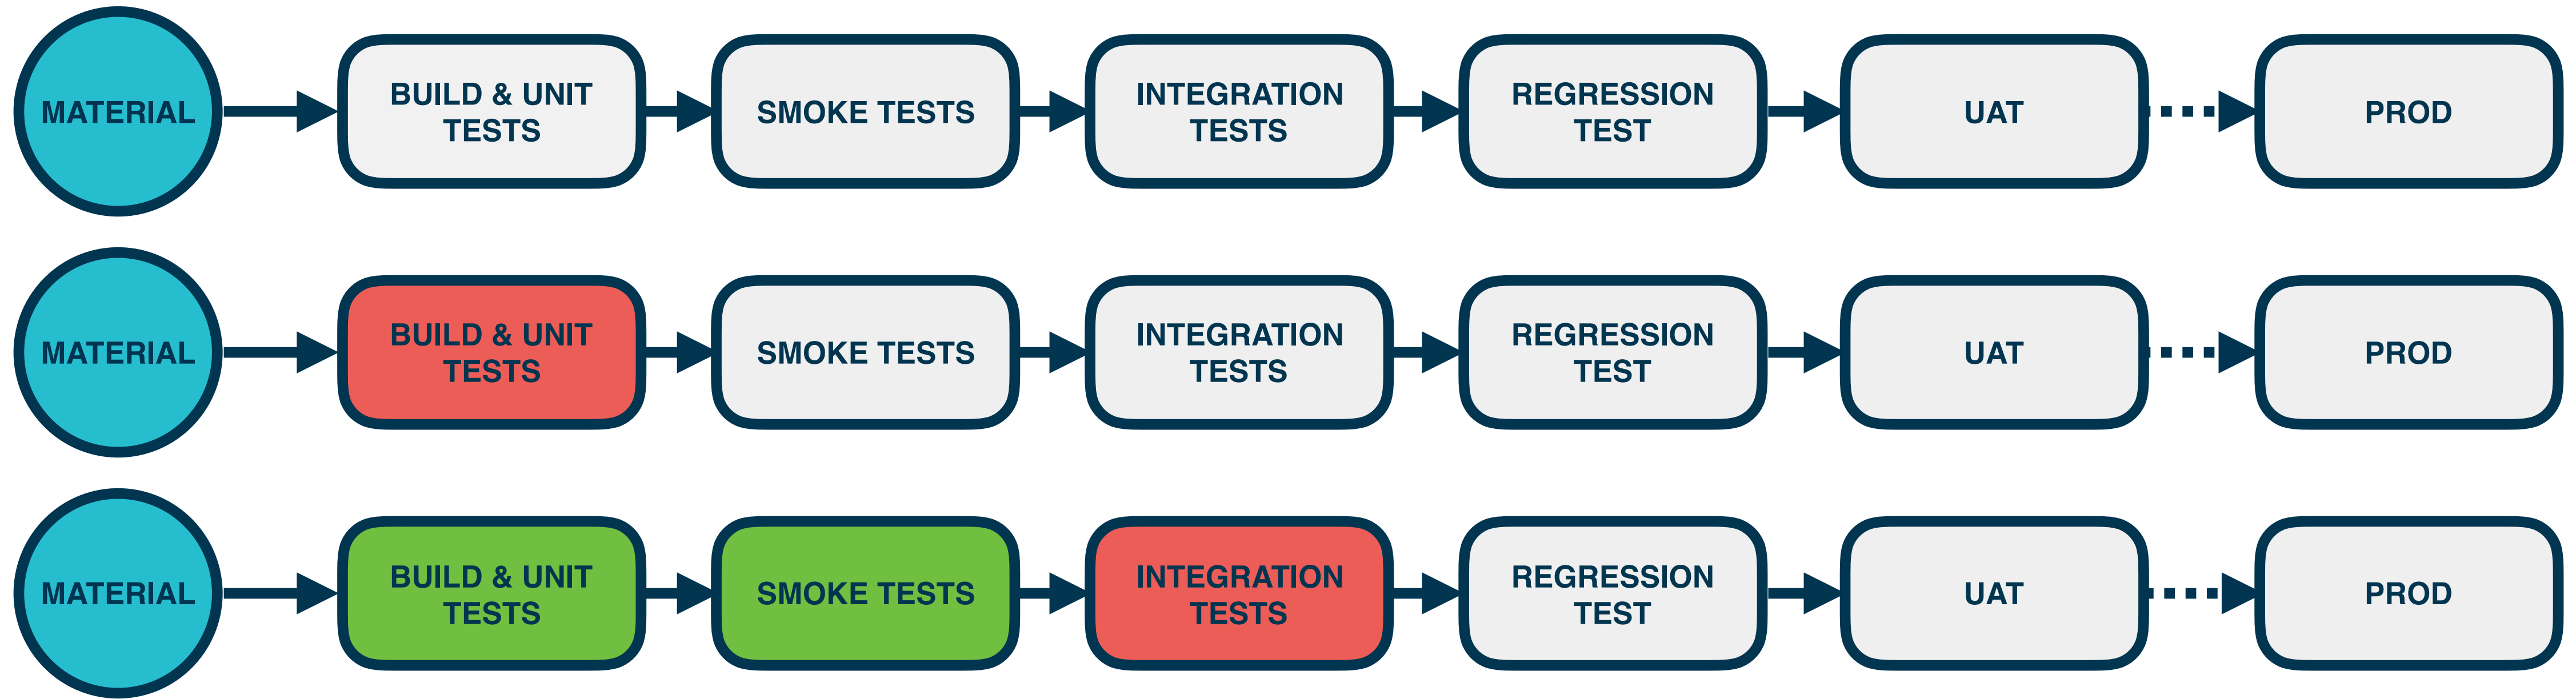 MATERIAL
BUILD & UNIT
TESTS
SMOKE TESTS
INTEGRATION
TESTS
REGRESSION
TEST
UAT
PROD
MATERIAL
BUILD & UNIT
TESTS
SMOKE TESTS
INTEGRATION
TESTS
REGRESSION
TEST
UAT
PROD
MATERIAL
BUILD & UNIT
TESTS
SMOKE TESTS
INTEGRATION
TESTS
REGRESSION
TEST
UAT
PROD